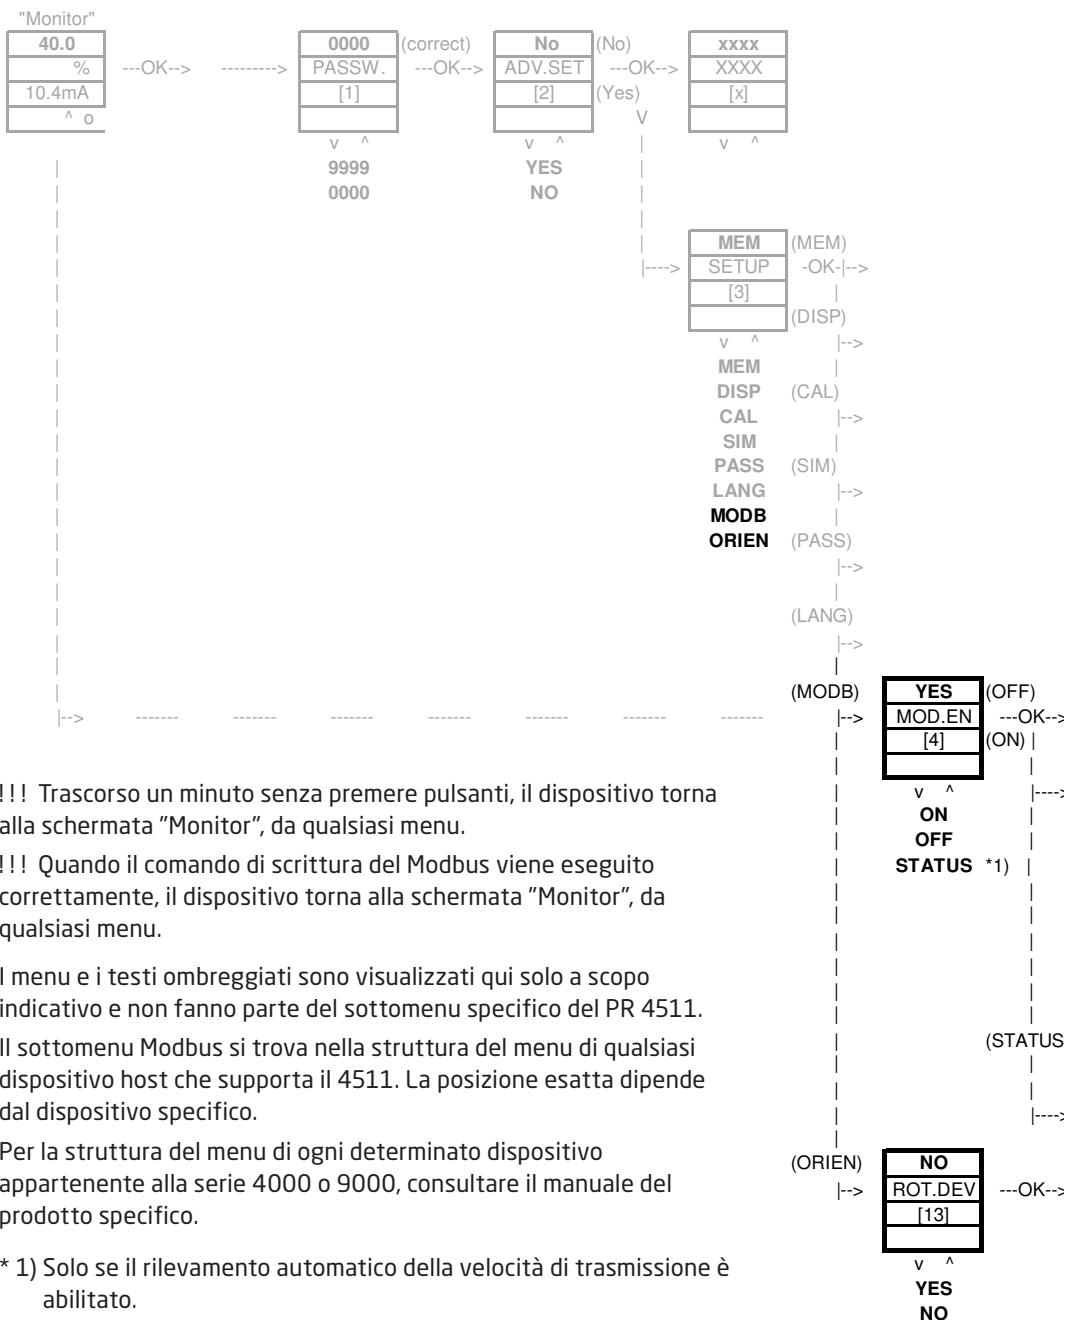 "Monitor"
40.0 0000 (correct) No (No) xxxx
% ---OK--> ---------> PASSW. ---OK--> ADV.SET ---OK--> XXXX
10.4mA [1] [2] (Yes) [x]
^ o V
v ^ v ^ | v ^
| 9999 YES |
| 0000 NO |
| |
| | MEM (MEM)
| |----> SETUP -OK-|-->
| [3] |
| (DISP)
| v ^ |-->
| MEM |
| DISP (CAL)
| CAL |-->
| SIM |
| PASS (SIM)
| LANG |-->
| MODB |
| ORIEN (PASS)
| |-->
| |
| (LANG)
| |-->
| |
| (MODB) YES (OFF)
|--> ------- ------- ------- ------- ------- ------- ------- |--> MOD.EN ---OK-->
| [4] (ON) |
| |
| v ^ |---->
| ON |
| OFF |
| STATUS *1) |
| |
| |
| |
| |
| |
| (STATUS
| |
| |
| |---->
|
(ORIEN) NO
|--> ROT.DEV ---OK-->
[13]
v ^
YES
NO
!!! Trascorso un minuto senza premere pulsanti, il dispositivo torna
alla schermata "Monitor", da qualsiasi menu.
!!! Quando il comando di scrittura del Modbus viene eseguito
correttamente, il dispositivo torna alla schermata "Monitor", da
qualsiasi menu.
I menu e i testi ombreggiati sono visualizzati qui solo a scopo
indicativo e non fanno parte del sottomenu specifico del PR 4511.
Il sottomenu Modbus si trova nella struttura del menu di qualsiasi
dispositivo host che supporta il 4511. La posizione esatta dipende
dal dispositivo specifico.
Per la struttura del menu di ogni determinato dispositivo
appartenente alla serie 4000 o 9000, consultare il manuale del
prodotto specifico.
* 1) Solo se il rilevamento automatico della velocità di trasmissione è
abilitato.